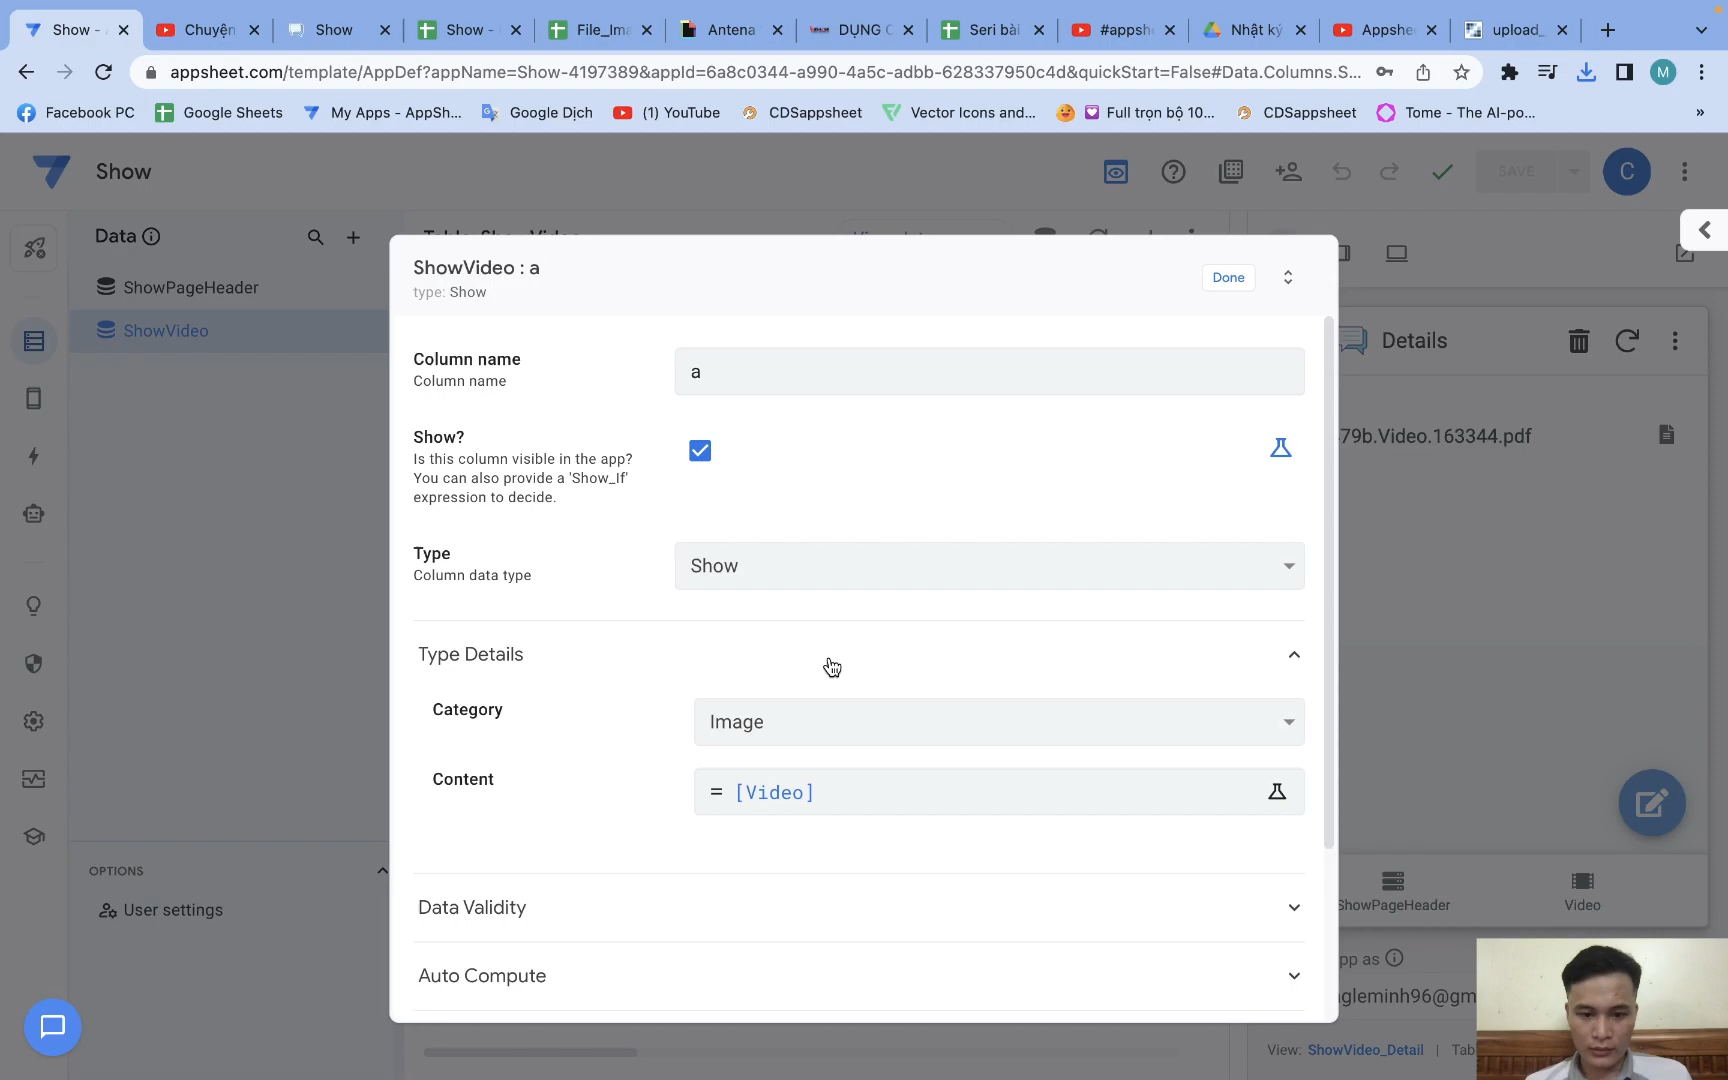 Show - A
Chuyện
Show
Show -
File_Ima
Antena
DỤNG C
Seri bài
#appsh
Nhật ký
Appshe
upload_
appsheet.com/template/AppDef?appName=Show-4197389&appId=6a8c0344-a990-4a5c-adbb-628337950c4d&quickStart=False#Data.Columns.S...
M
Facebook PC
Google Sheets
My Apps - AppSh...
Google Dịch
(1) YouTube
CDSappsheet
Vector Icons and...
Full trọn bộ 10...
CDSappsheet
Tome - The AI-po...
»
Show
SAVE
C
Data
ShowPageHeader
ShowVideo
ShowVideo : a
type: Show
Done
Column name
Column name
a
Show?
Is this column visible in the app?
You can also provide a 'Show_If'
expression to decide.
Type
Column data type
Show
Type Details
Category
Image
Content
= [Video]
Data Validity
Auto Compute
OPTIONS
User settings
Details
79b.Video.163344.pdf
ShowPageHeader
Video
pp as
gleminh96@gm
View: ShowVideo_Detail | Tab